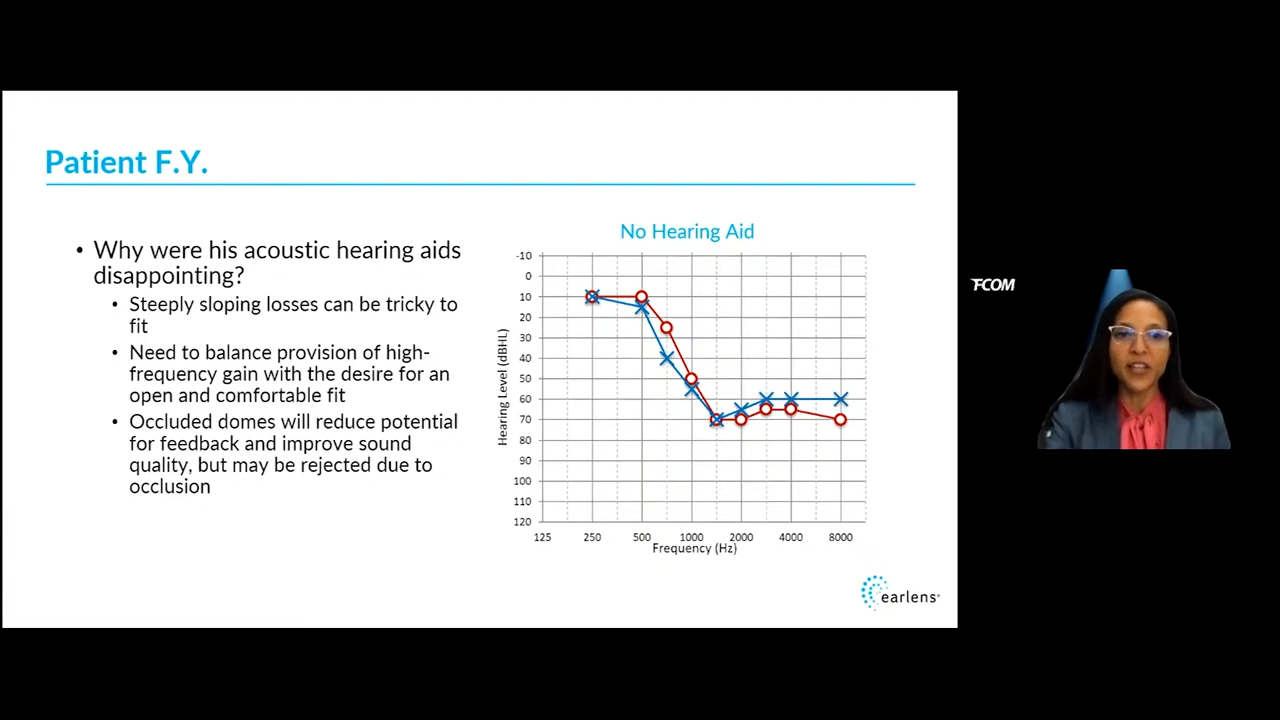 Patient F.Y.
• Why were his acoustic hearing aids
disappointing?
• Steeply sloping losses can be tricky to
fit
• Need to balance provision of high-
frequency gain with the desire for an
open and comfortable fit
• Occluded domes will reduce potential
for feedback and improve sound
quality, but may be rejected due to
occlusion
No Hearing Aid
Hearing Level (dBHL)
-10
0
10
20
30
40
50
60
70
80
90
100
110
120
125 250 500 1000 2000 4000 8000
Frequency (Hz)
earlens
FCOM